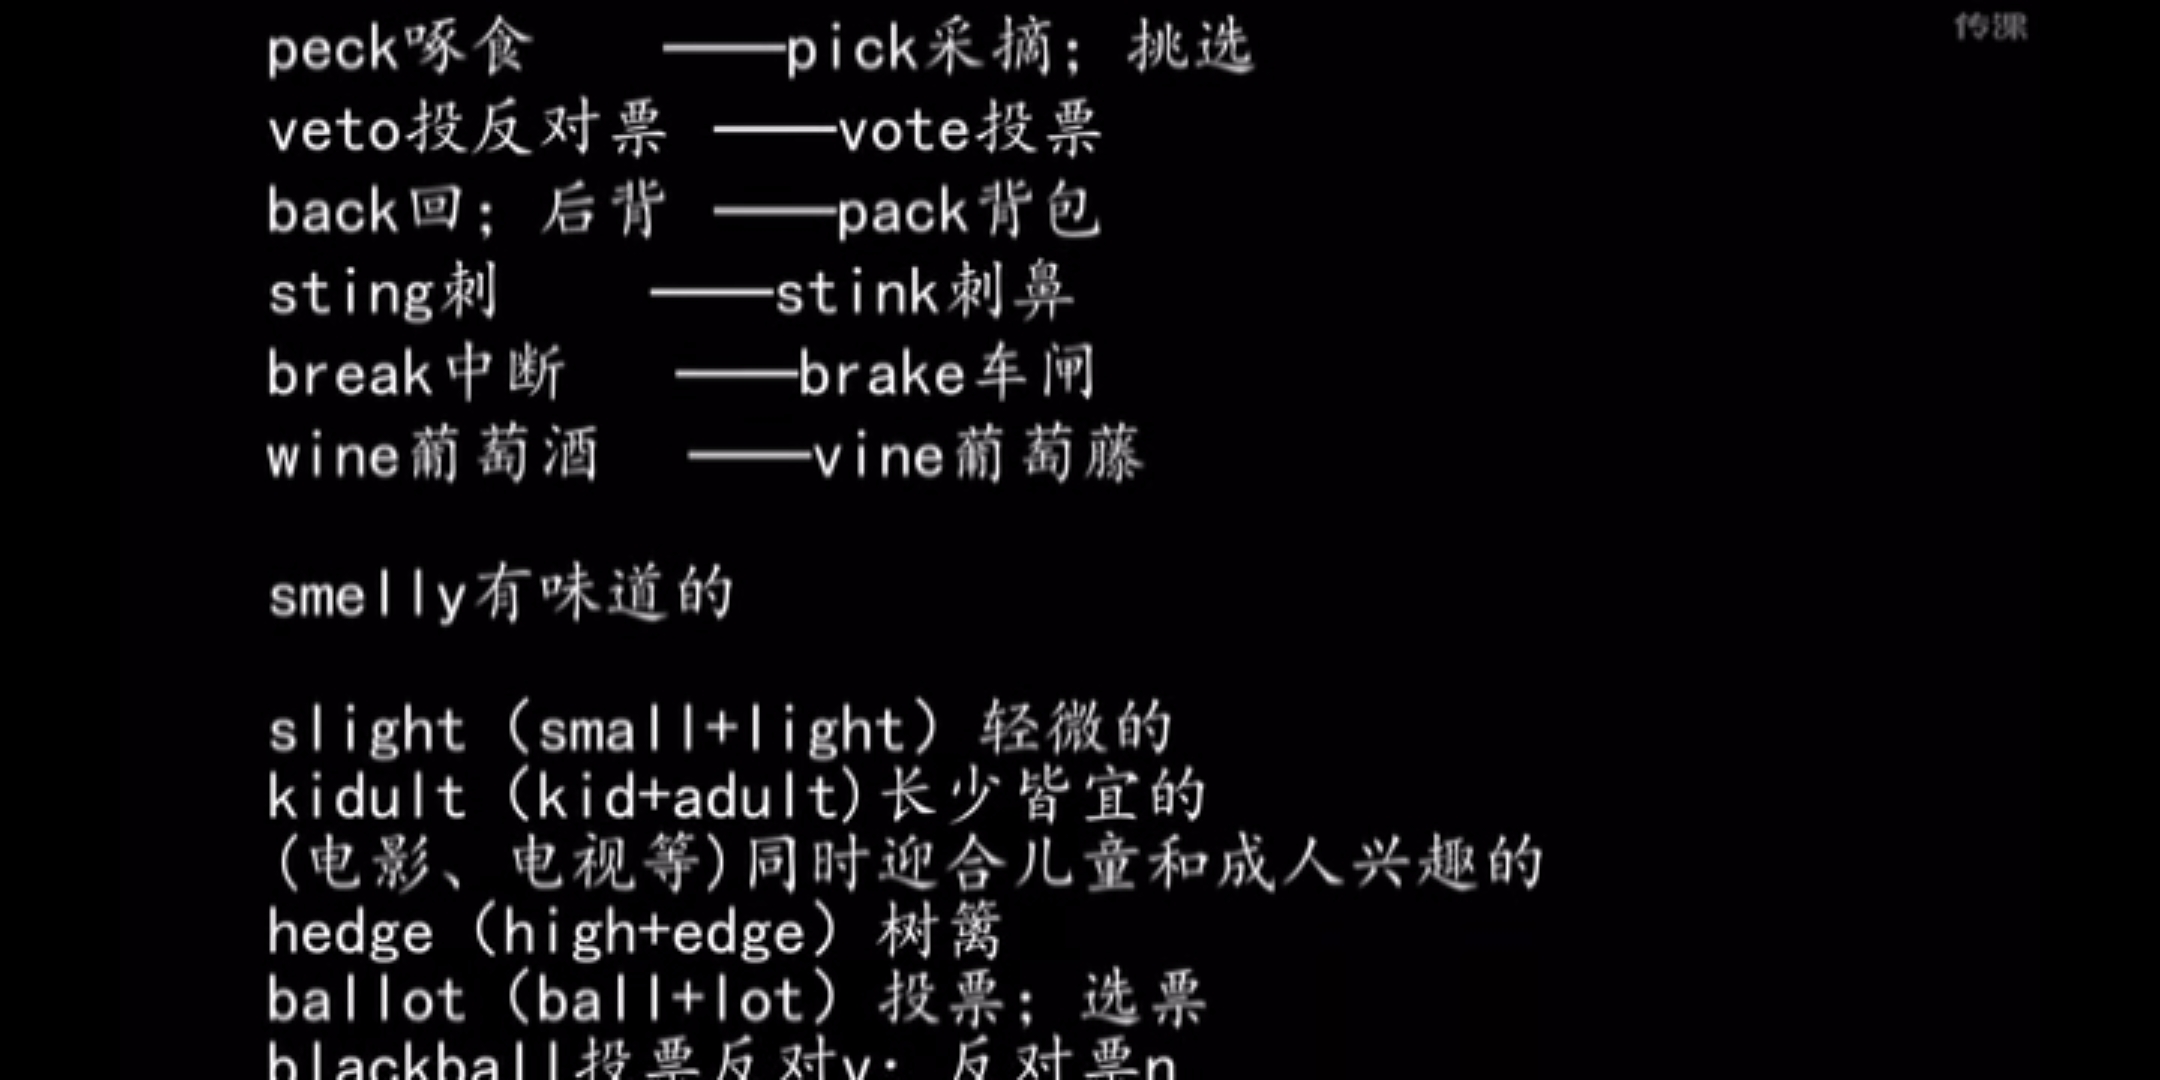 传课
peck啄食 ——pick采摘；挑选
veto投反对票 ——vote投票
back回；后背 ——pack背包
sting刺 ——stink刺鼻
break中断 ——brake车闸
wine葡萄酒 ——vine葡萄藤
smelly有味道的
slight（small+light）轻微的
kidult（kid+adult)长少皆宜的
(电影、电视等)同时迎合儿童和成人兴趣的
hedge（high+edge）树篱
ballot（ball+lot）投票；选票
blackball投票反对v；反对票n